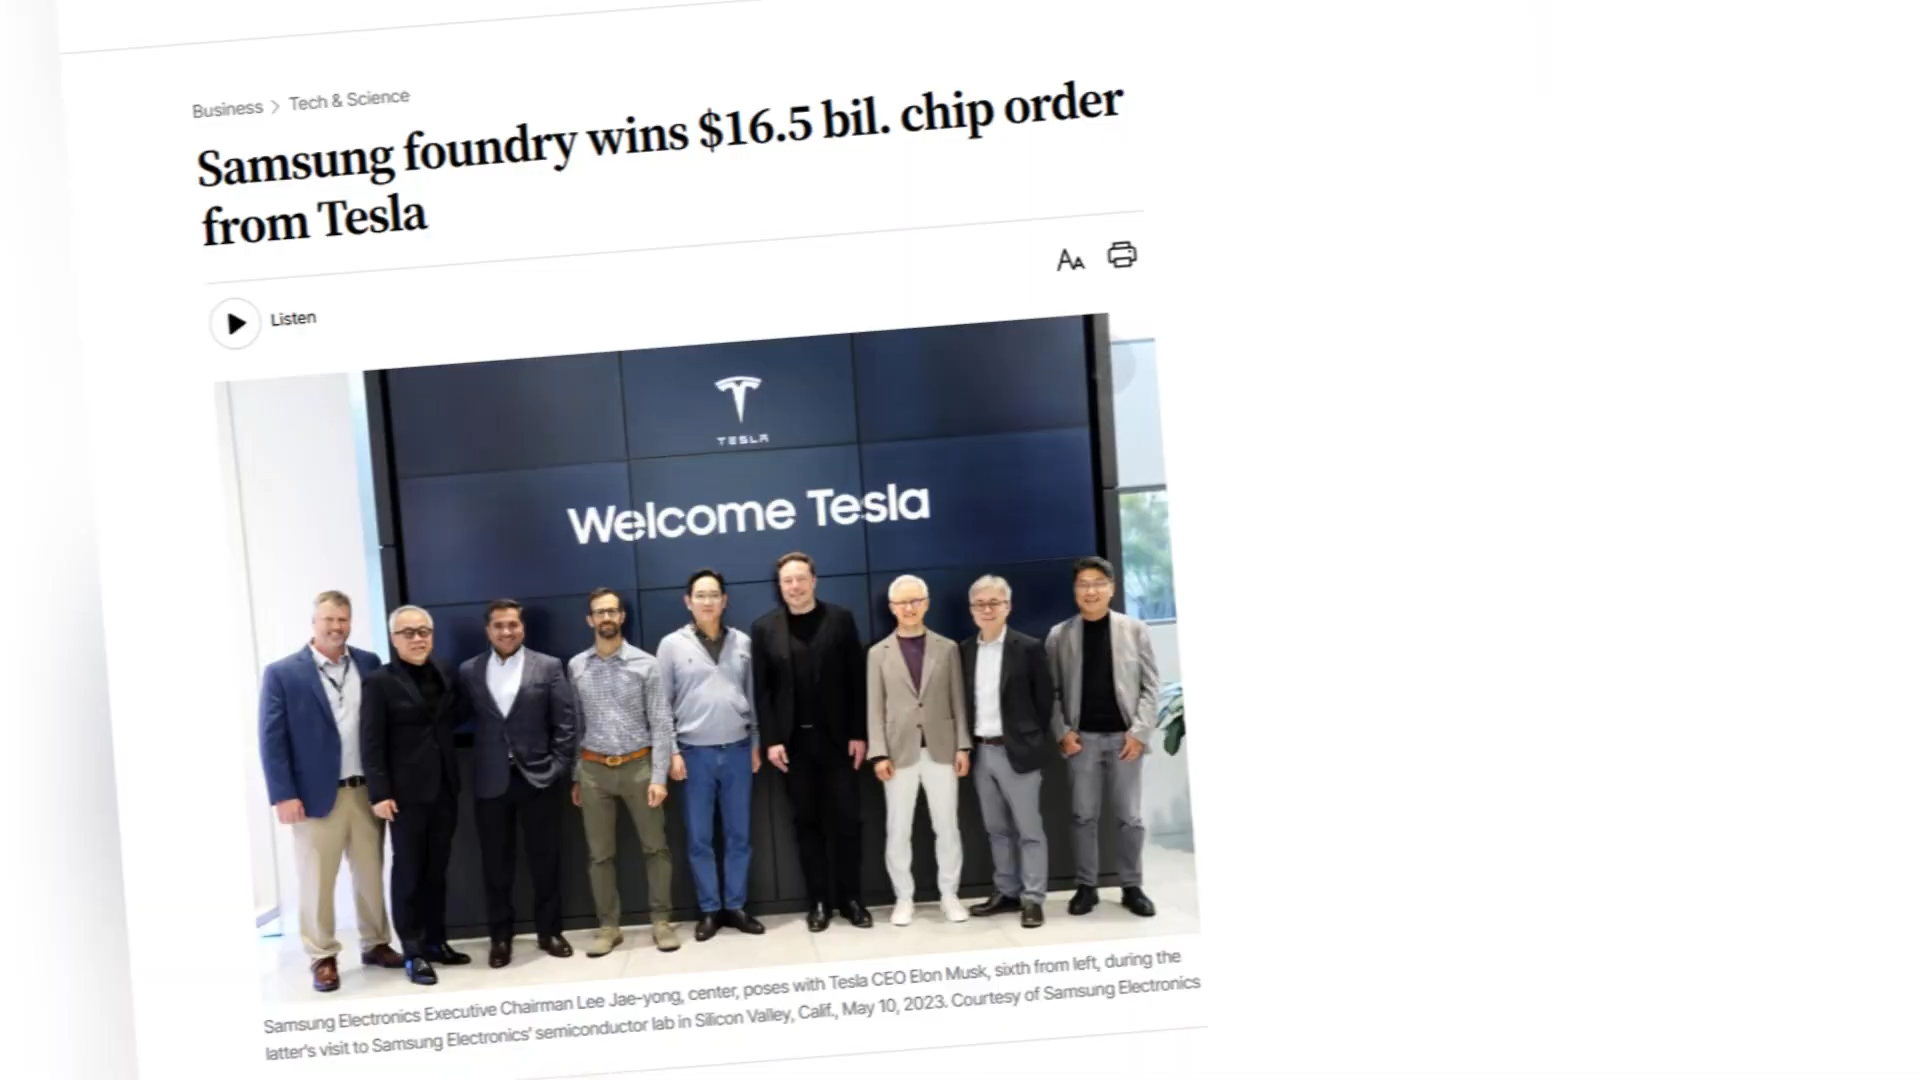 Business > Tech & Science
Samsung foundry wins $16.5 bil. chip order
from Tesla
AA
Listen
TESLA
Welcome Tesla
Samsung Electronics Executive Chairman Lee Jae-yong, center, poses with Tesla CEO Elon Musk, sixth from left, during the
latter's visit to Samsung Electronics' semiconductor lab in Silicon Valley, Calif., May 10, 2023. Courtesy of Samsung Electronics